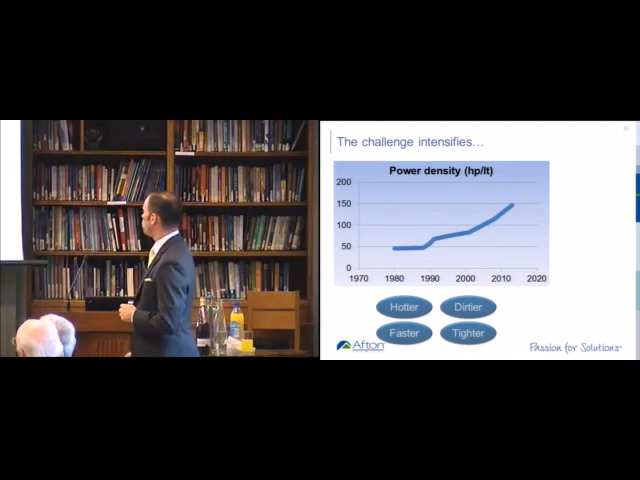 The challenge intensifies…
Power density (hp/lt)
200
150
100
50
0
1970 1980 1990 2000 2010 2020
Hotter Dirtier
Faster Tighter
Afton
Passion for Solutions